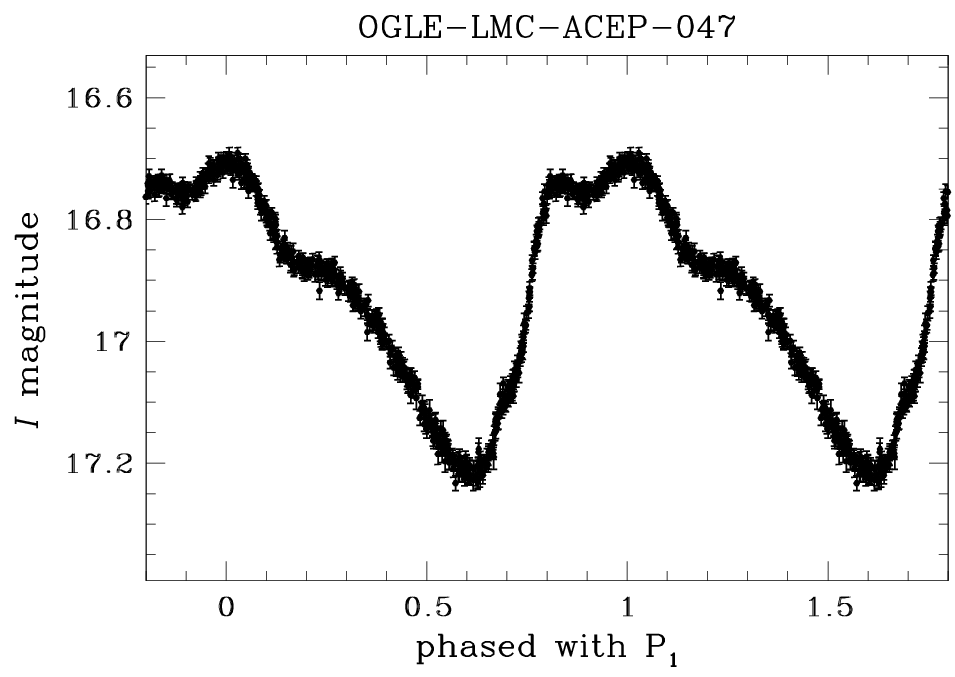 OGLE-LMC-ACEP-047
16.6
16.8
17
17.2
I magnitude
0 0.5 1 1.5
phased with P₁